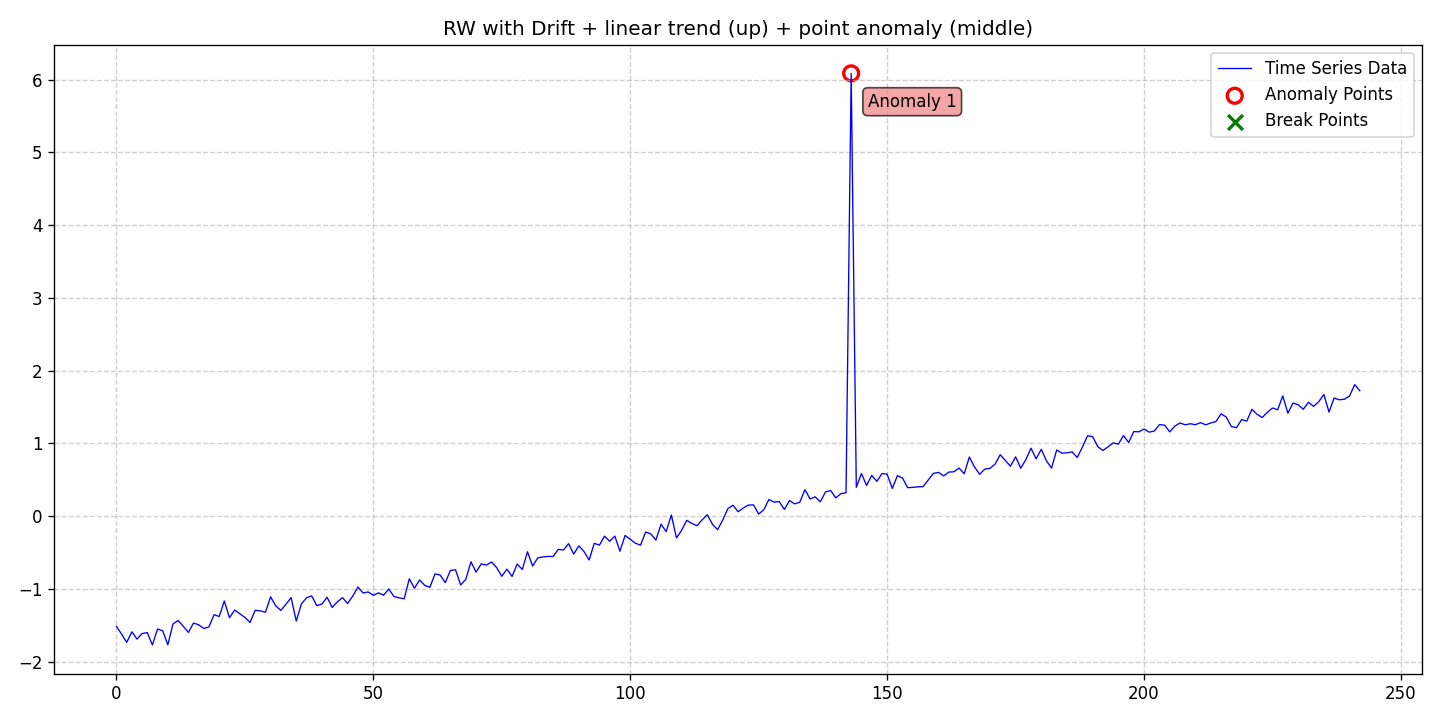 RW with Drift + linear trend (up) + point anomaly (middle)
Time Series Data
Anomaly Points
Break Points
Anomaly 1
6
5
4
3
2
1
0
−1
−2
0 50 100 150 200 250